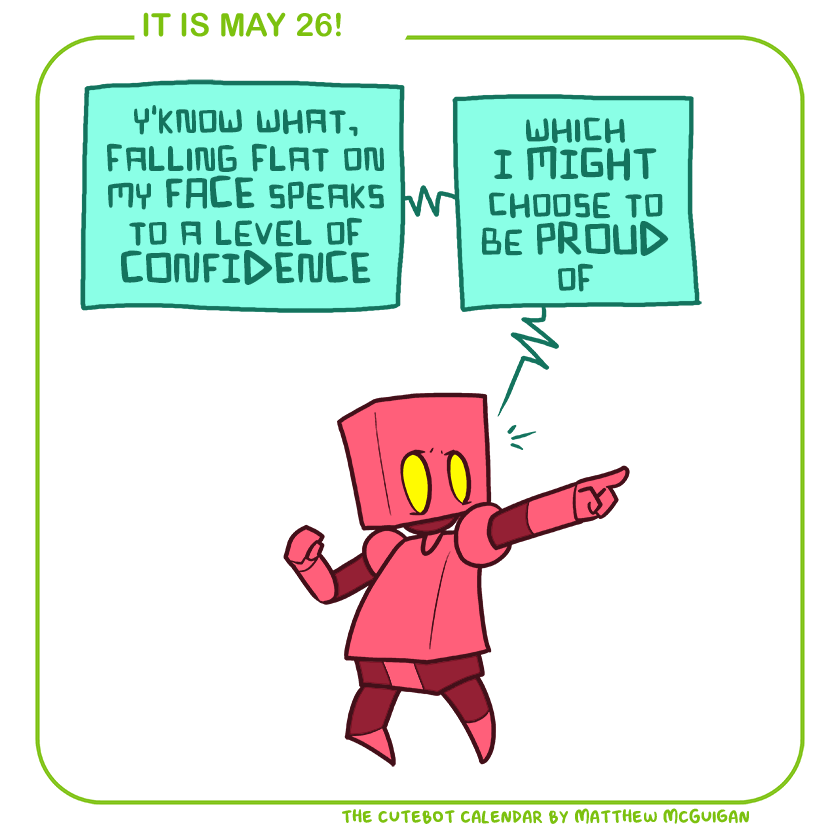 IT IS MAY 26!
Y'KNOW WHAT,
FALLING FLAT ON
MY FACE SPEAKS
TO A LEVEL OF
CONFIDENCE
WHICH
I MIGHT
CHOOSE TO
BE PROUD
OF
THE CUTEBOT CALENDAR BY MATTHEW MCGUIGAN